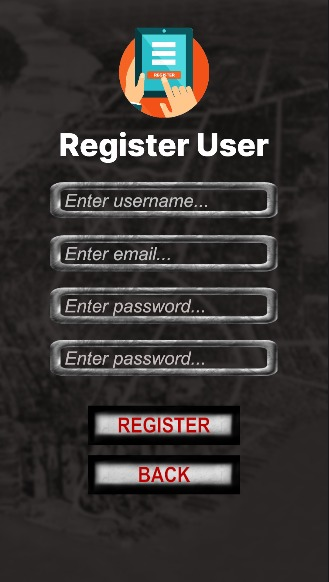 REGISTER
Register User
Enter username...
Enter email...
Enter password...
Enter password...
REGISTER
BACK